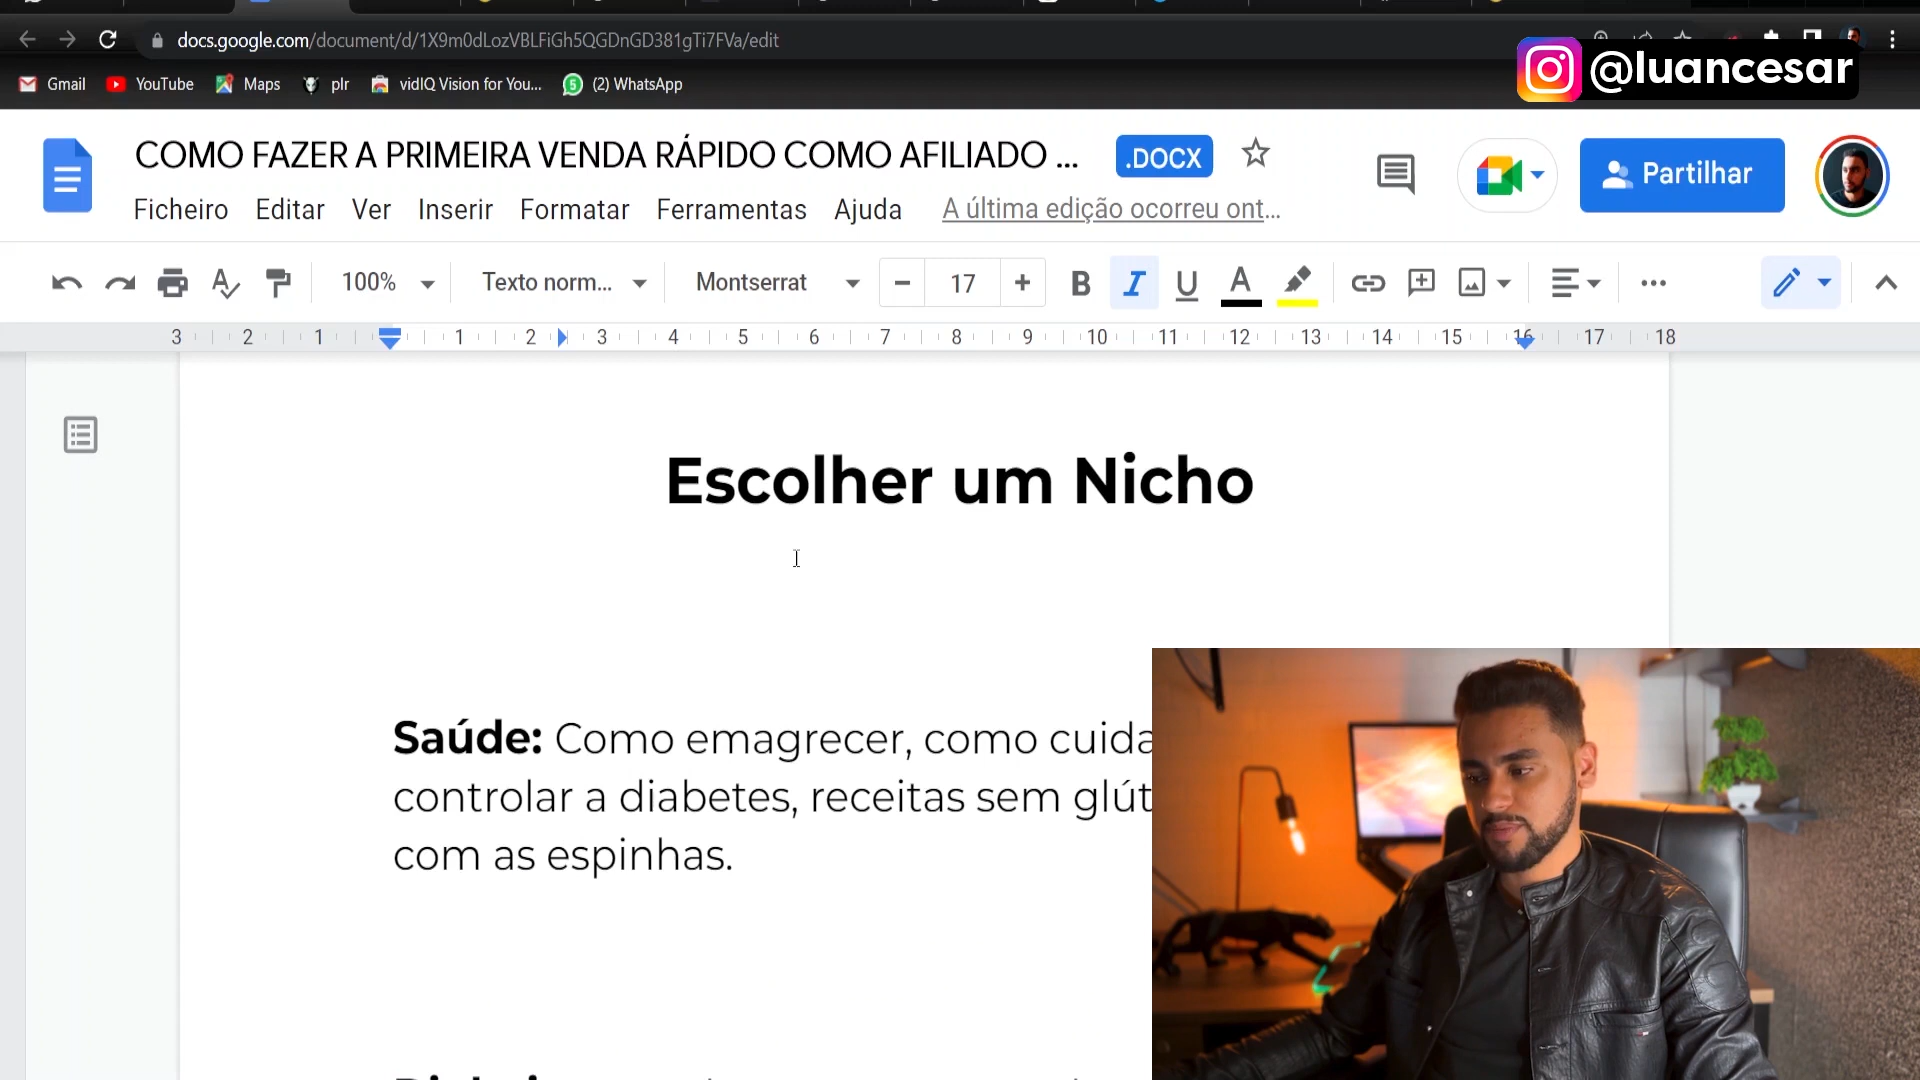 docs.google.com/document/d/1X9m0dLozVBLFiGh5QGDnGD381gTi7FVa/edit
@luancesar
Gmail YouTube Maps plr vidIQ Vision for You... (2) WhatsApp
COMO FAZER A PRIMEIRA VENDA RÁPIDO COMO AFILIADO ... .DOCX
Partilhar
Ficheiro Editar Ver Inserir Formatar Ferramentas Ajuda A última edição ocorreu ont...
100% Texto norm... Montserrat − 17 + B I U A
3 2 1 1 2 3 4 5 6 7 8 9 10 11 12 13 14 15 16 17 18
Escolher um Nicho
Saúde: Como emagrecer, como cuida
controlar a diabetes, receitas sem glút
com as espinhas.